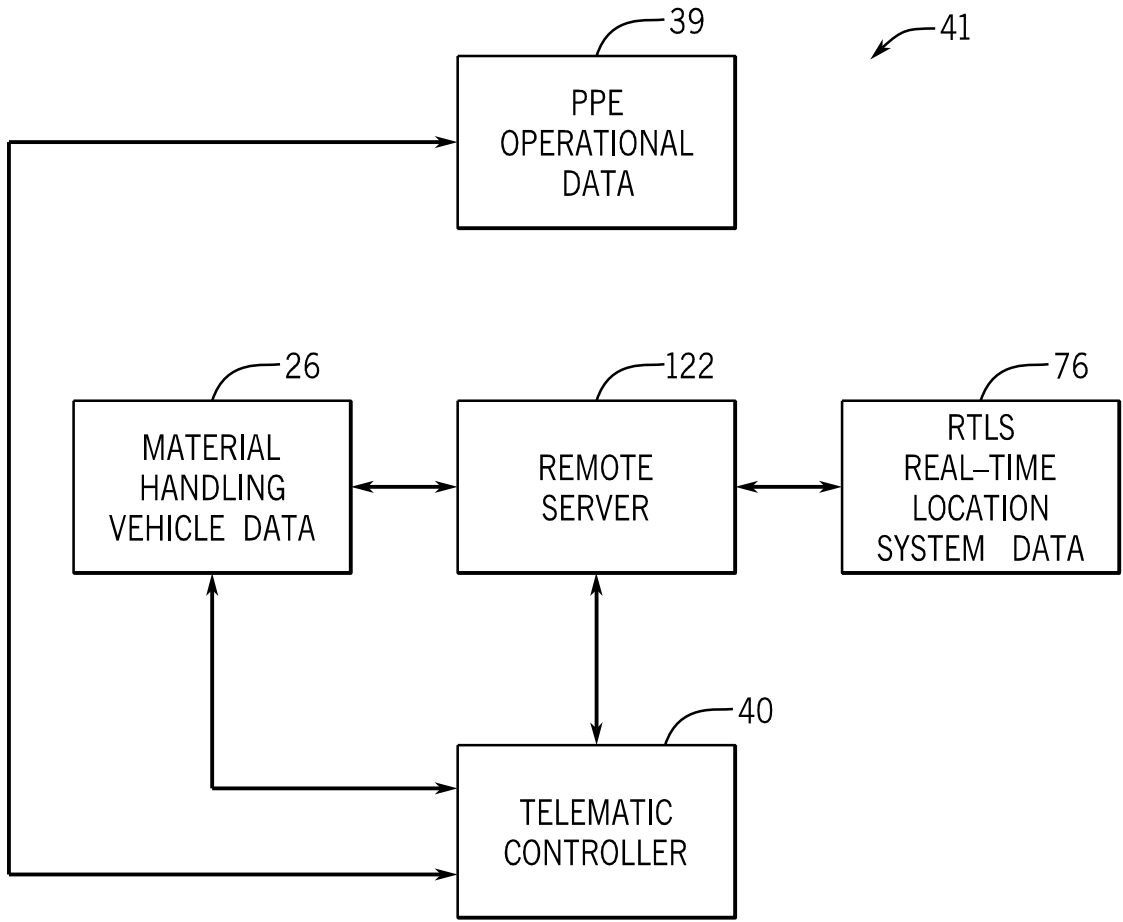 39
41
PPE
OPERATIONAL
DATA
26
122
76
MATERIAL
HANDLING
VEHICLE DATA
REMOTE
SERVER
RTLS
REAL-TIME
LOCATION
SYSTEM DATA
40
TELEMATIC
CONTROLLER